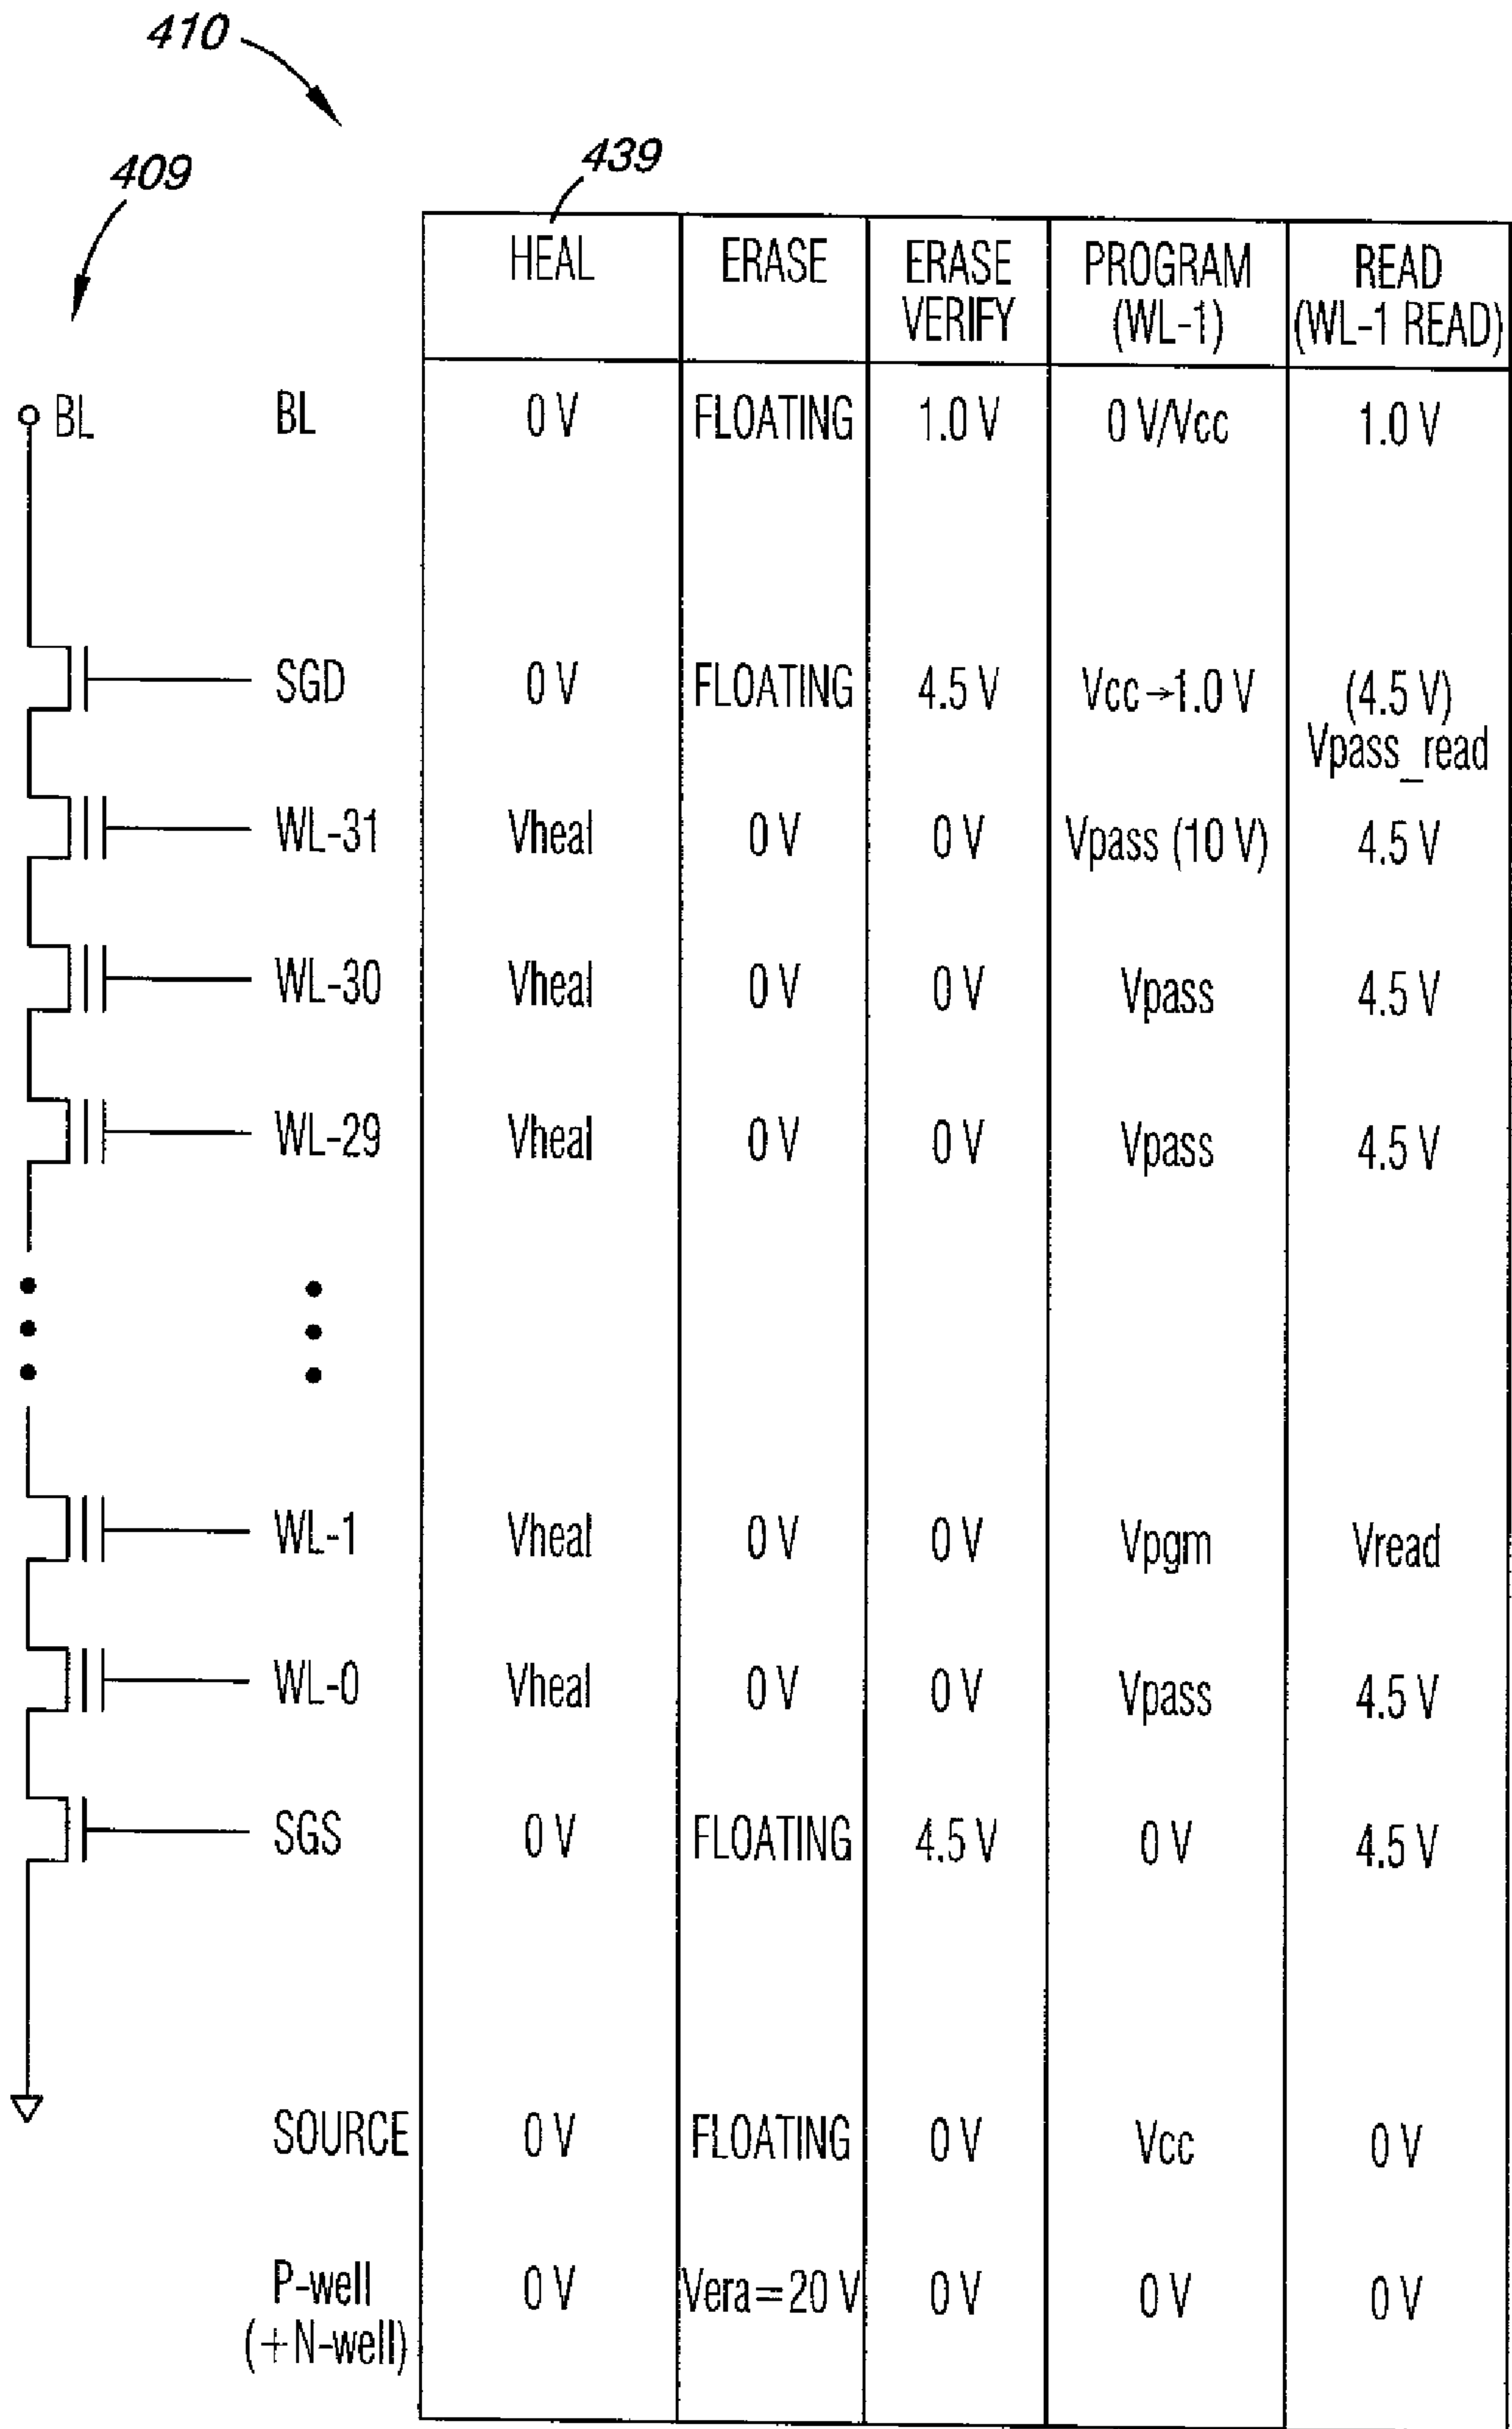 410
409
439
HEAL ERASE ERASE VERIFY PROGRAM (WL-1) READ (WL-1 READ)
BL BL 0 V FLOATING 1.0 V 0 V/Vcc 1.0 V
SGD 0 V FLOATING 4.5 V Vcc→1.0 V (4.5 V) Vpass_read
WL-31 Vheal 0 V 0 V Vpass (10 V) 4.5 V
WL-30 Vheal 0 V 0 V Vpass 4.5 V
WL-29 Vheal 0 V 0 V Vpass 4.5 V
WL-1 Vheal 0 V 0 V Vpgm Vread
WL-0 Vheal 0 V 0 V Vpass 4.5 V
SGS 0 V FLOATING 4.5 V 0 V 4.5 V
SOURCE 0 V FLOATING 0 V Vcc 0 V
P-well (+N-well) 0 V Vera=20 V 0 V 0 V 0 V